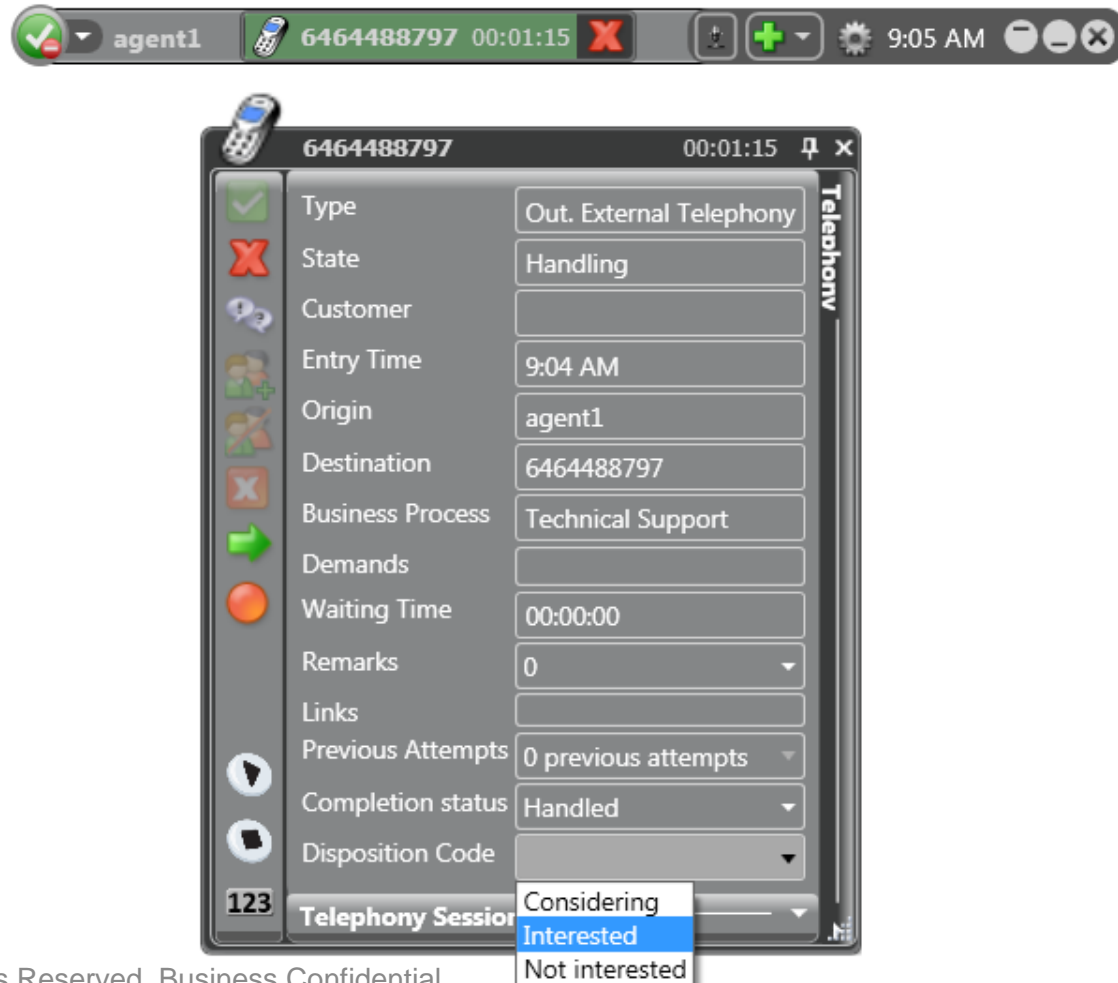 agent1
6464488797 00:01:15
9:05 AM
6464488797 00:01:15
Telephony
Type Out. External Telephony
State Handling
Customer
Entry Time 9:04 AM
Origin agent1
Destination 6464488797
Business Process Technical Support
Demands
Waiting Time 00:00:00
Remarks 0
Links
Previous Attempts 0 previous attempts
Completion status Handled
Disposition Code
123
Telephony Session
Considering
Interested
Not interested
s Reserved. Business Confidential